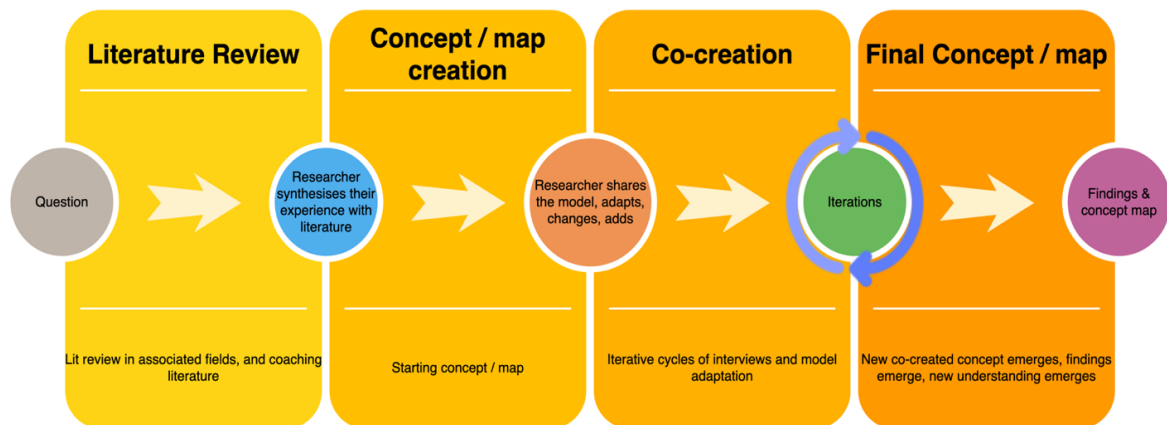 Literature Review
Concept / map
creation
Co-creation
Final Concept / map
Question
Researcher
synthesises their
experience with
literature
Researcher shares
the model, adapts,
changes, adds
Iterations
Findings &
concept map
Lit review in associated fields, and coaching
literature
Starting concept / map
Iterative cycles of interviews and model
adaptation
New co-created concept emerges, findings
emerge, new understanding emerges